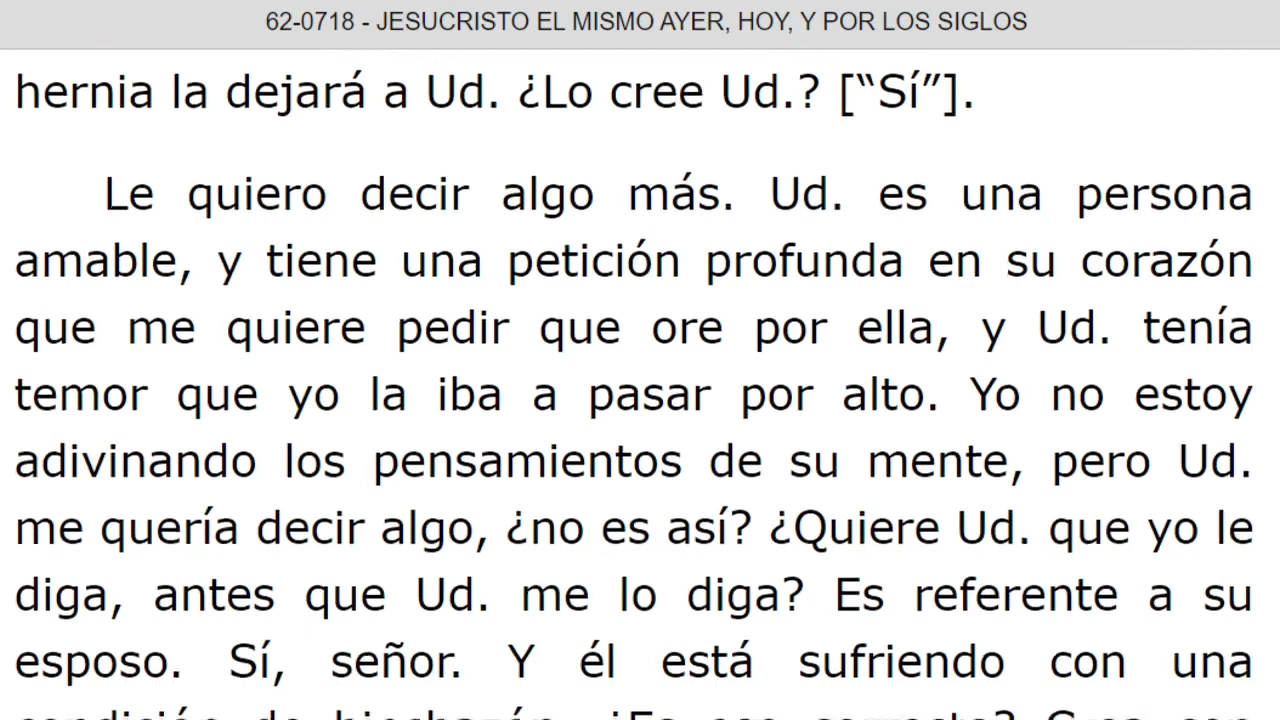 62-0718 - JESUCRISTO EL MISMO AYER, HOY, Y POR LOS SIGLOS
hernia la dejará a Ud. ¿Lo cree Ud.? [“Sí”].
Le quiero decir algo más. Ud. es una persona
amable, y tiene una petición profunda en su corazón
que me quiere pedir que ore por ella, y Ud. tenía
temor que yo la iba a pasar por alto. Yo no estoy
adivinando los pensamientos de su mente, pero Ud.
me quería decir algo, ¿no es así? ¿Quiere Ud. que yo le
diga, antes que Ud. me lo diga? Es referente a su
esposo. Sí, señor. Y él está sufriendo con una